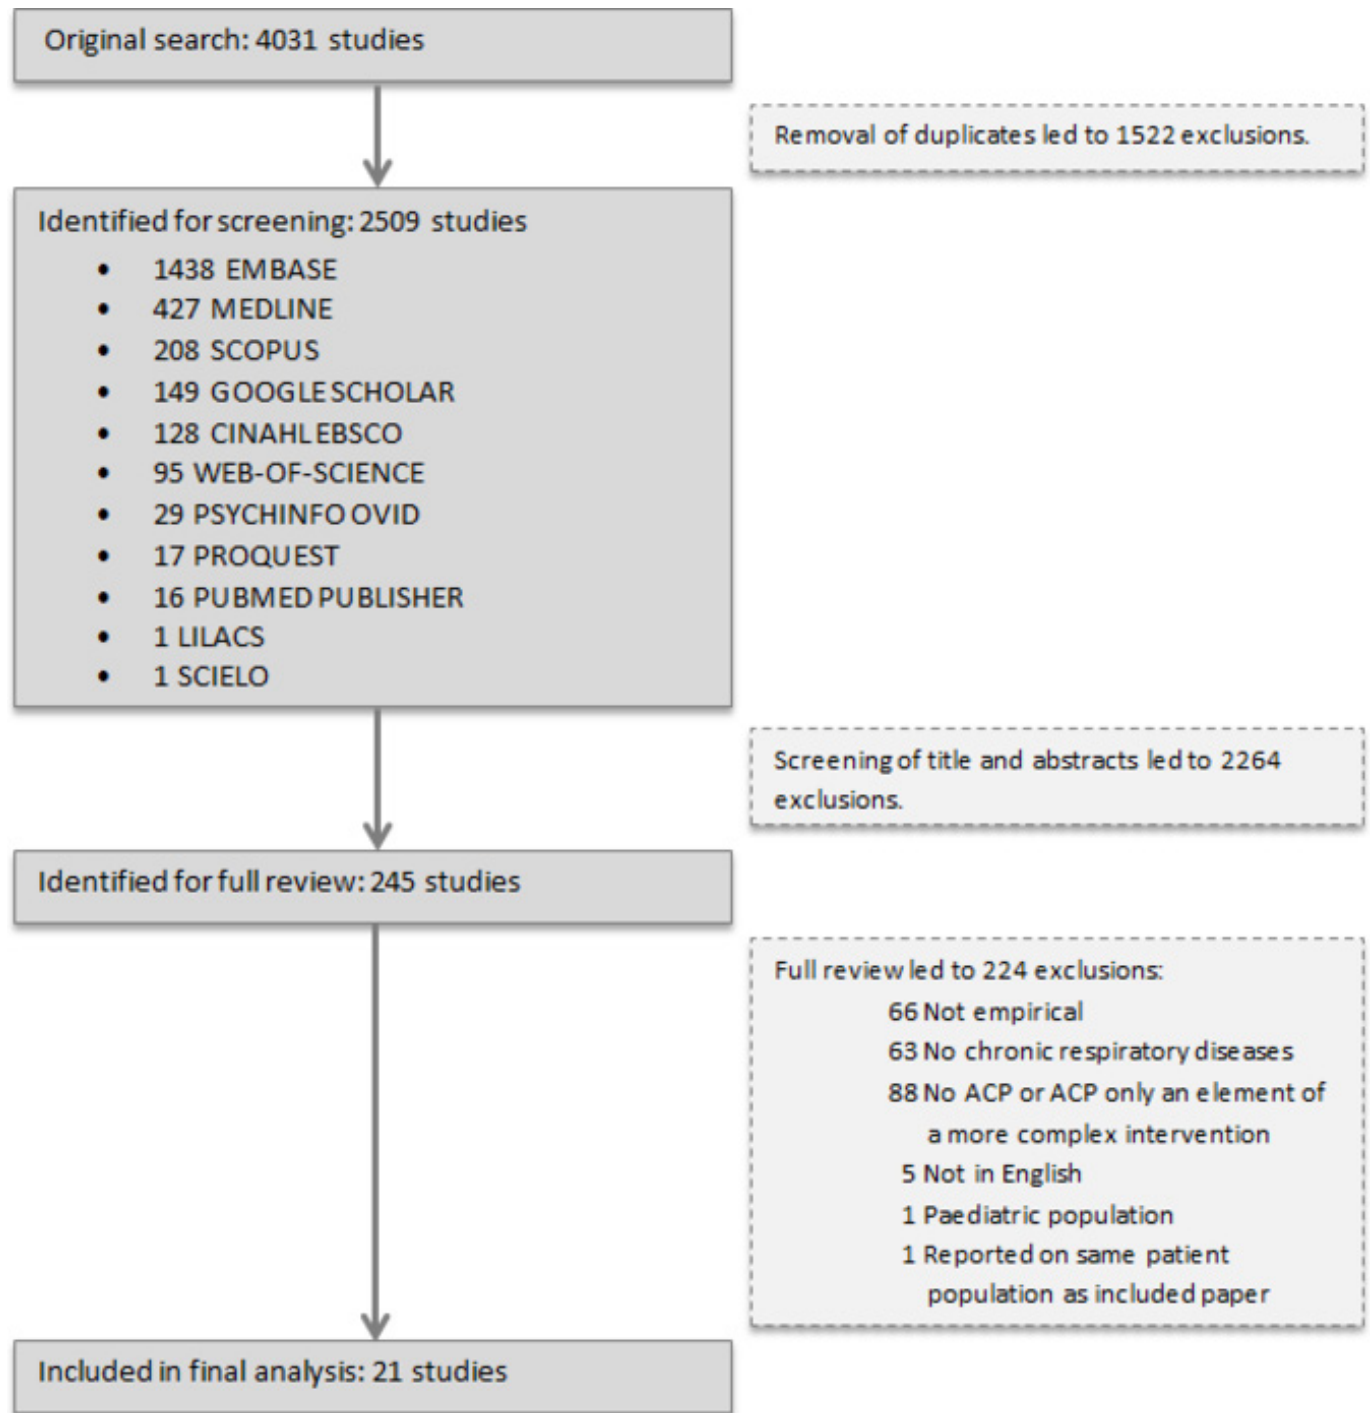 Original search: 4031 studies
Removal of duplicates led to 1522 exclusions.
Identified for screening: 2509 studies
• 1438 EMBASE
• 427 MEDLINE
• 208 SCOPUS
• 149 GOOGLE SCHOLAR
• 128 CINAHL EBSCO
• 95 WEB-OF-SCIENCE
• 29 PSYCHINFO OVID
• 17 PROQUEST
• 16 PUBMED PUBLISHER
• 1 LILACS
• 1 SCIELO
Screening of title and abstracts led to 2264
exclusions.
Identified for full review: 245 studies
Full review led to 224 exclusions:
66 Not empirical
63 No chronic respiratory diseases
88 No ACP or ACP only an element of
a more complex intervention
5 Not in English
1 Paediatric population
1 Reported on same patient
population as included paper
Included in final analysis: 21 studies